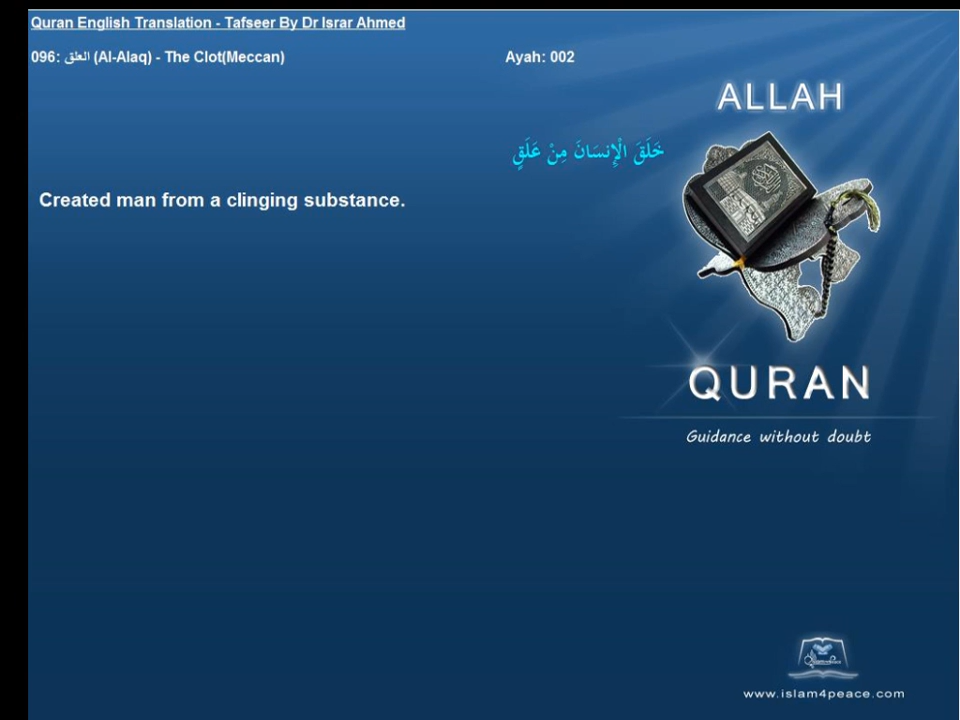 Quran English Translation - Tafseer By Dr Israr Ahmed
096: العلق (Al-Alaq) - The Clot(Meccan)
Ayah: 002
ALLAH
خَلَقَ الْإِنسَانَ مِنْ عَلَقٍ
Created man from a clinging substance.
QURAN
Guidance without doubt
www.islam4peace.com